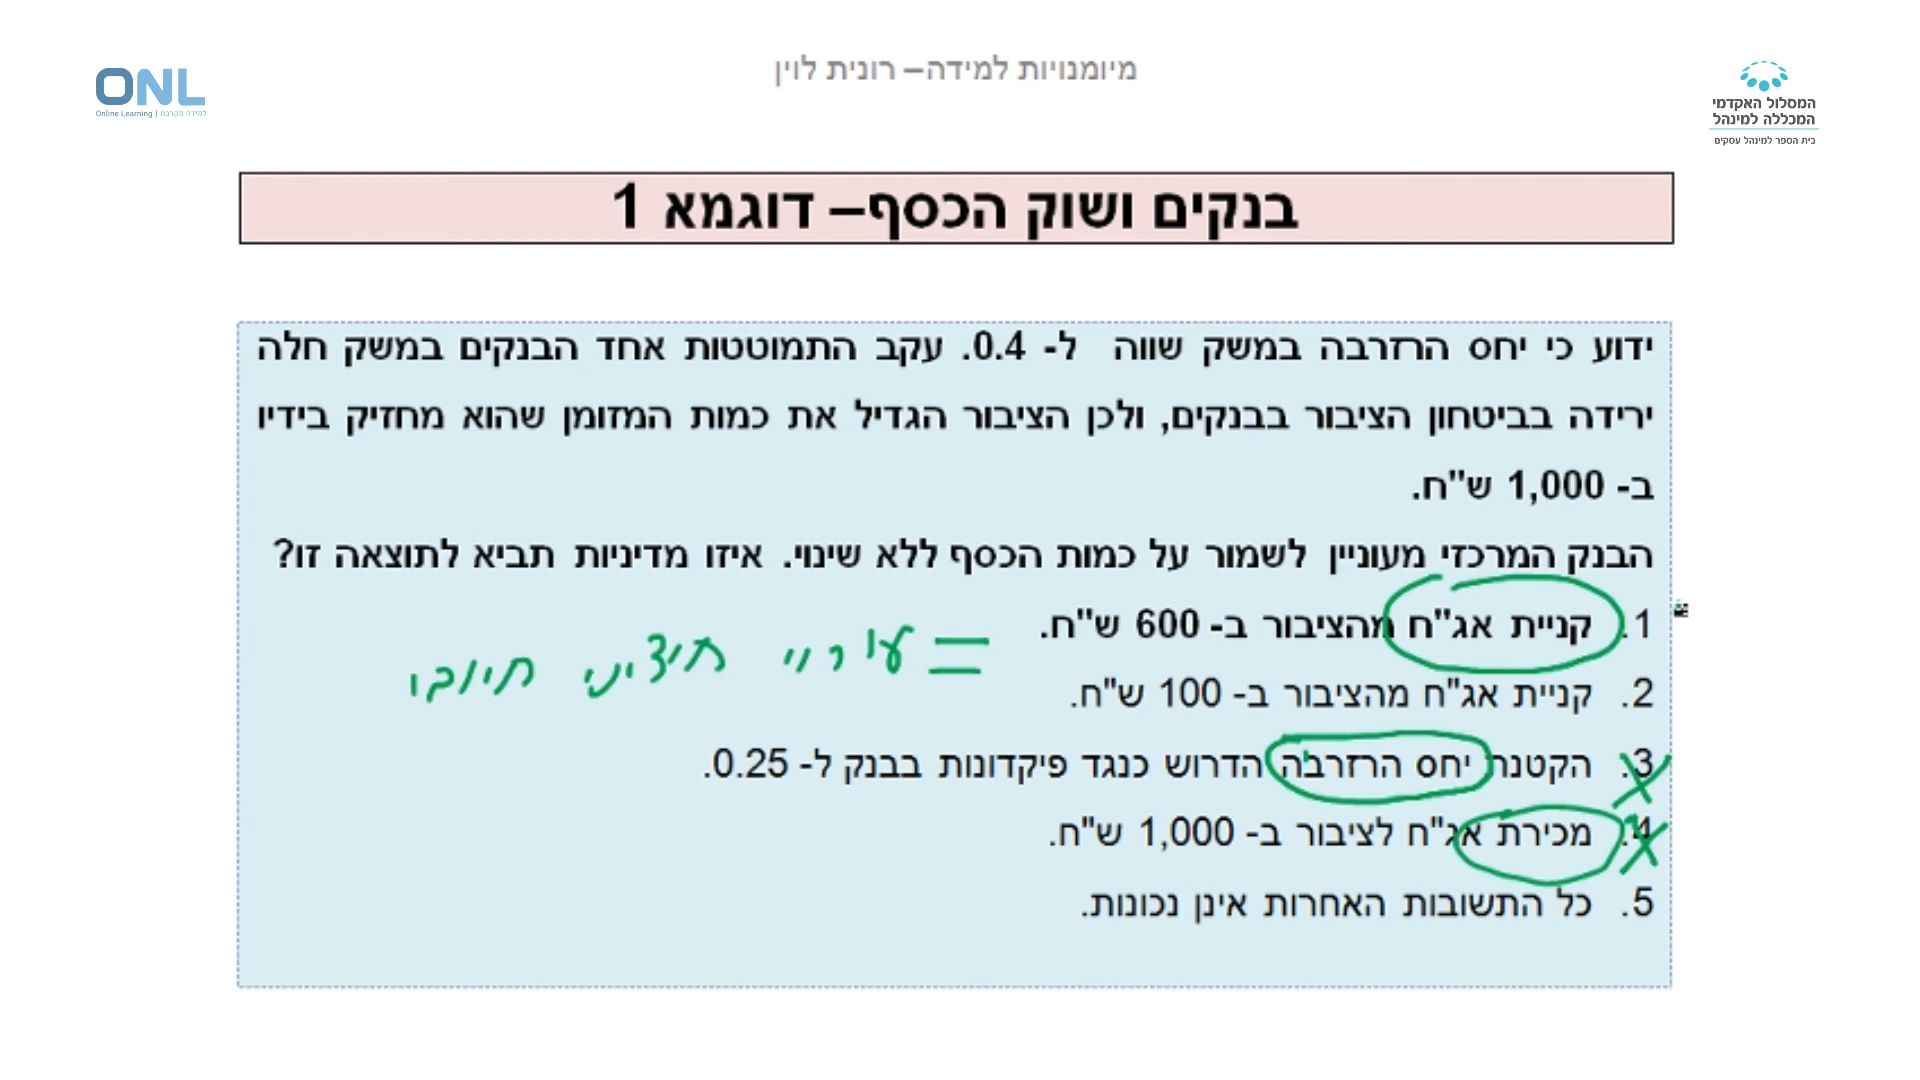 מיומנויות למידה– רונית לוין
ONL
Online Learning | למידה מקרבת
המסלול האקדמי
המכללה למינהל
בית הספר למינהל עסקים
בנקים ושוק הכסף– דוגמא 1
ידוע כי יחס הרזרבה במשק שווה ל- 0.4. עקב התמוטטות אחד הבנקים במשק חלה
ירידה בביטחון הציבור בבנקים, ולכן הציבור הגדיל את כמות המזומן שהוא מחזיק בידיו
ב- 1,000 ש"ח.
הבנק המרכזי מעוניין לשמור על כמות הכסף ללא שינוי. איזו מדיניות תביא לתוצאה זו?
1. קניית אג"ח מהציבור ב- 600 ש"ח. = עירוי חיצוני חיובי
2. קניית אג"ח מהציבור ב- 100 ש"ח.
3. הקטנת יחס הרזרבה הדרוש כנגד פיקדונות בבנק ל- 0.25.
4. מכירת אג"ח לציבור ב- 1,000 ש"ח.
5. כל התשובות האחרות אינן נכונות.